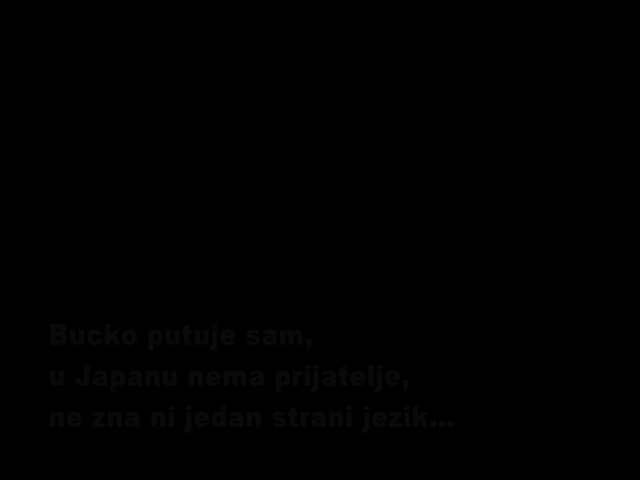 Bucko putuje sam,
u Japanu nema prijatelje,
ne zna ni jedan strani jezik...